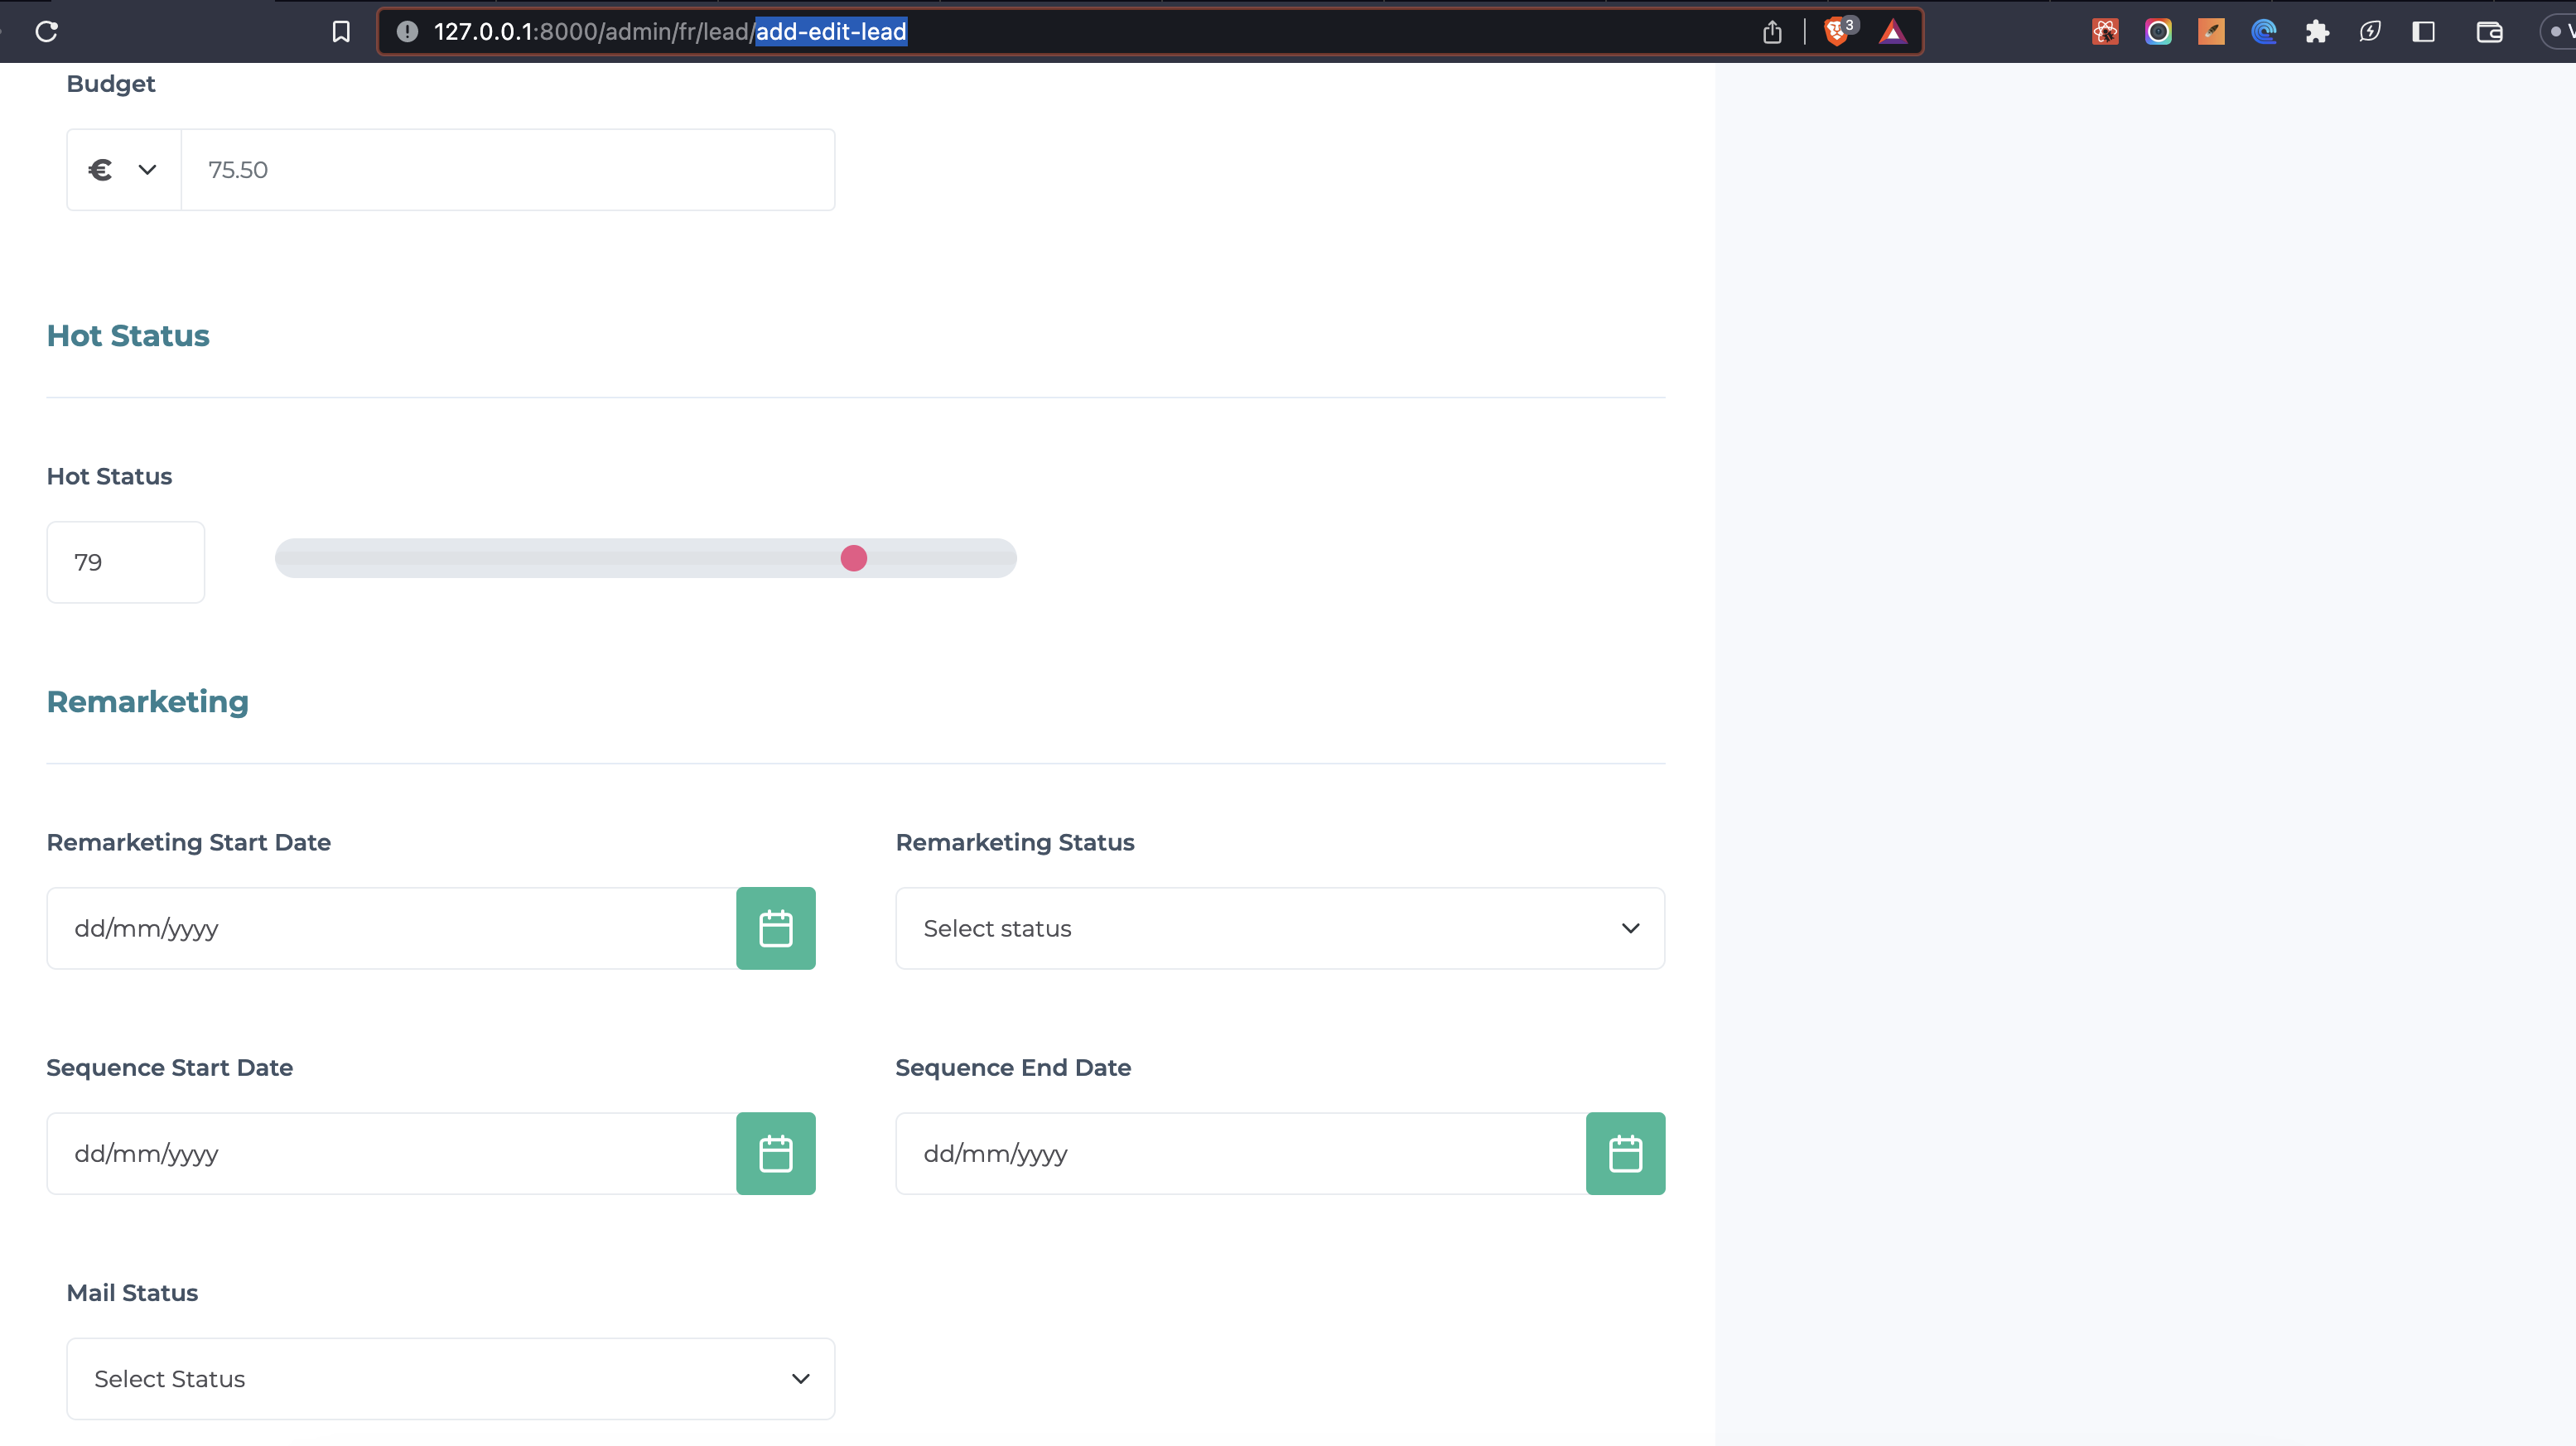 127.0.0.1:8000/admin/fr/lead/add-edit-lead
3
Budget
€ 75.50
Hot Status
Hot Status
79
Remarketing
Remarketing Start Date Remarketing Status
dd/mm/yyyy Select status
Sequence Start Date Sequence End Date
dd/mm/yyyy dd/mm/yyyy
Mail Status
Select Status